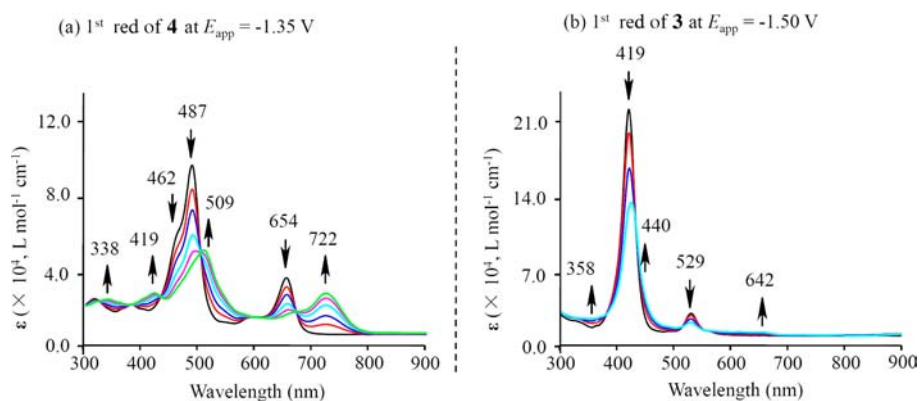 (a) 1st red of 4 at Eapp = -1.35 V
ε (× 10⁴, L mol⁻¹ cm⁻¹)
12.0
8.0
4.0
0.0
338
419
462
487
509
654
722
300 400 500 600 700 800 900
Wavelength (nm)
(b) 1st red of 3 at Eapp = -1.50 V
ε (× 10⁴, L mol⁻¹ cm⁻¹)
21.0
14.0
7.0
0.0
358
419
440
529
642
300 400 500 600 700 800 900
Wavelength (nm)